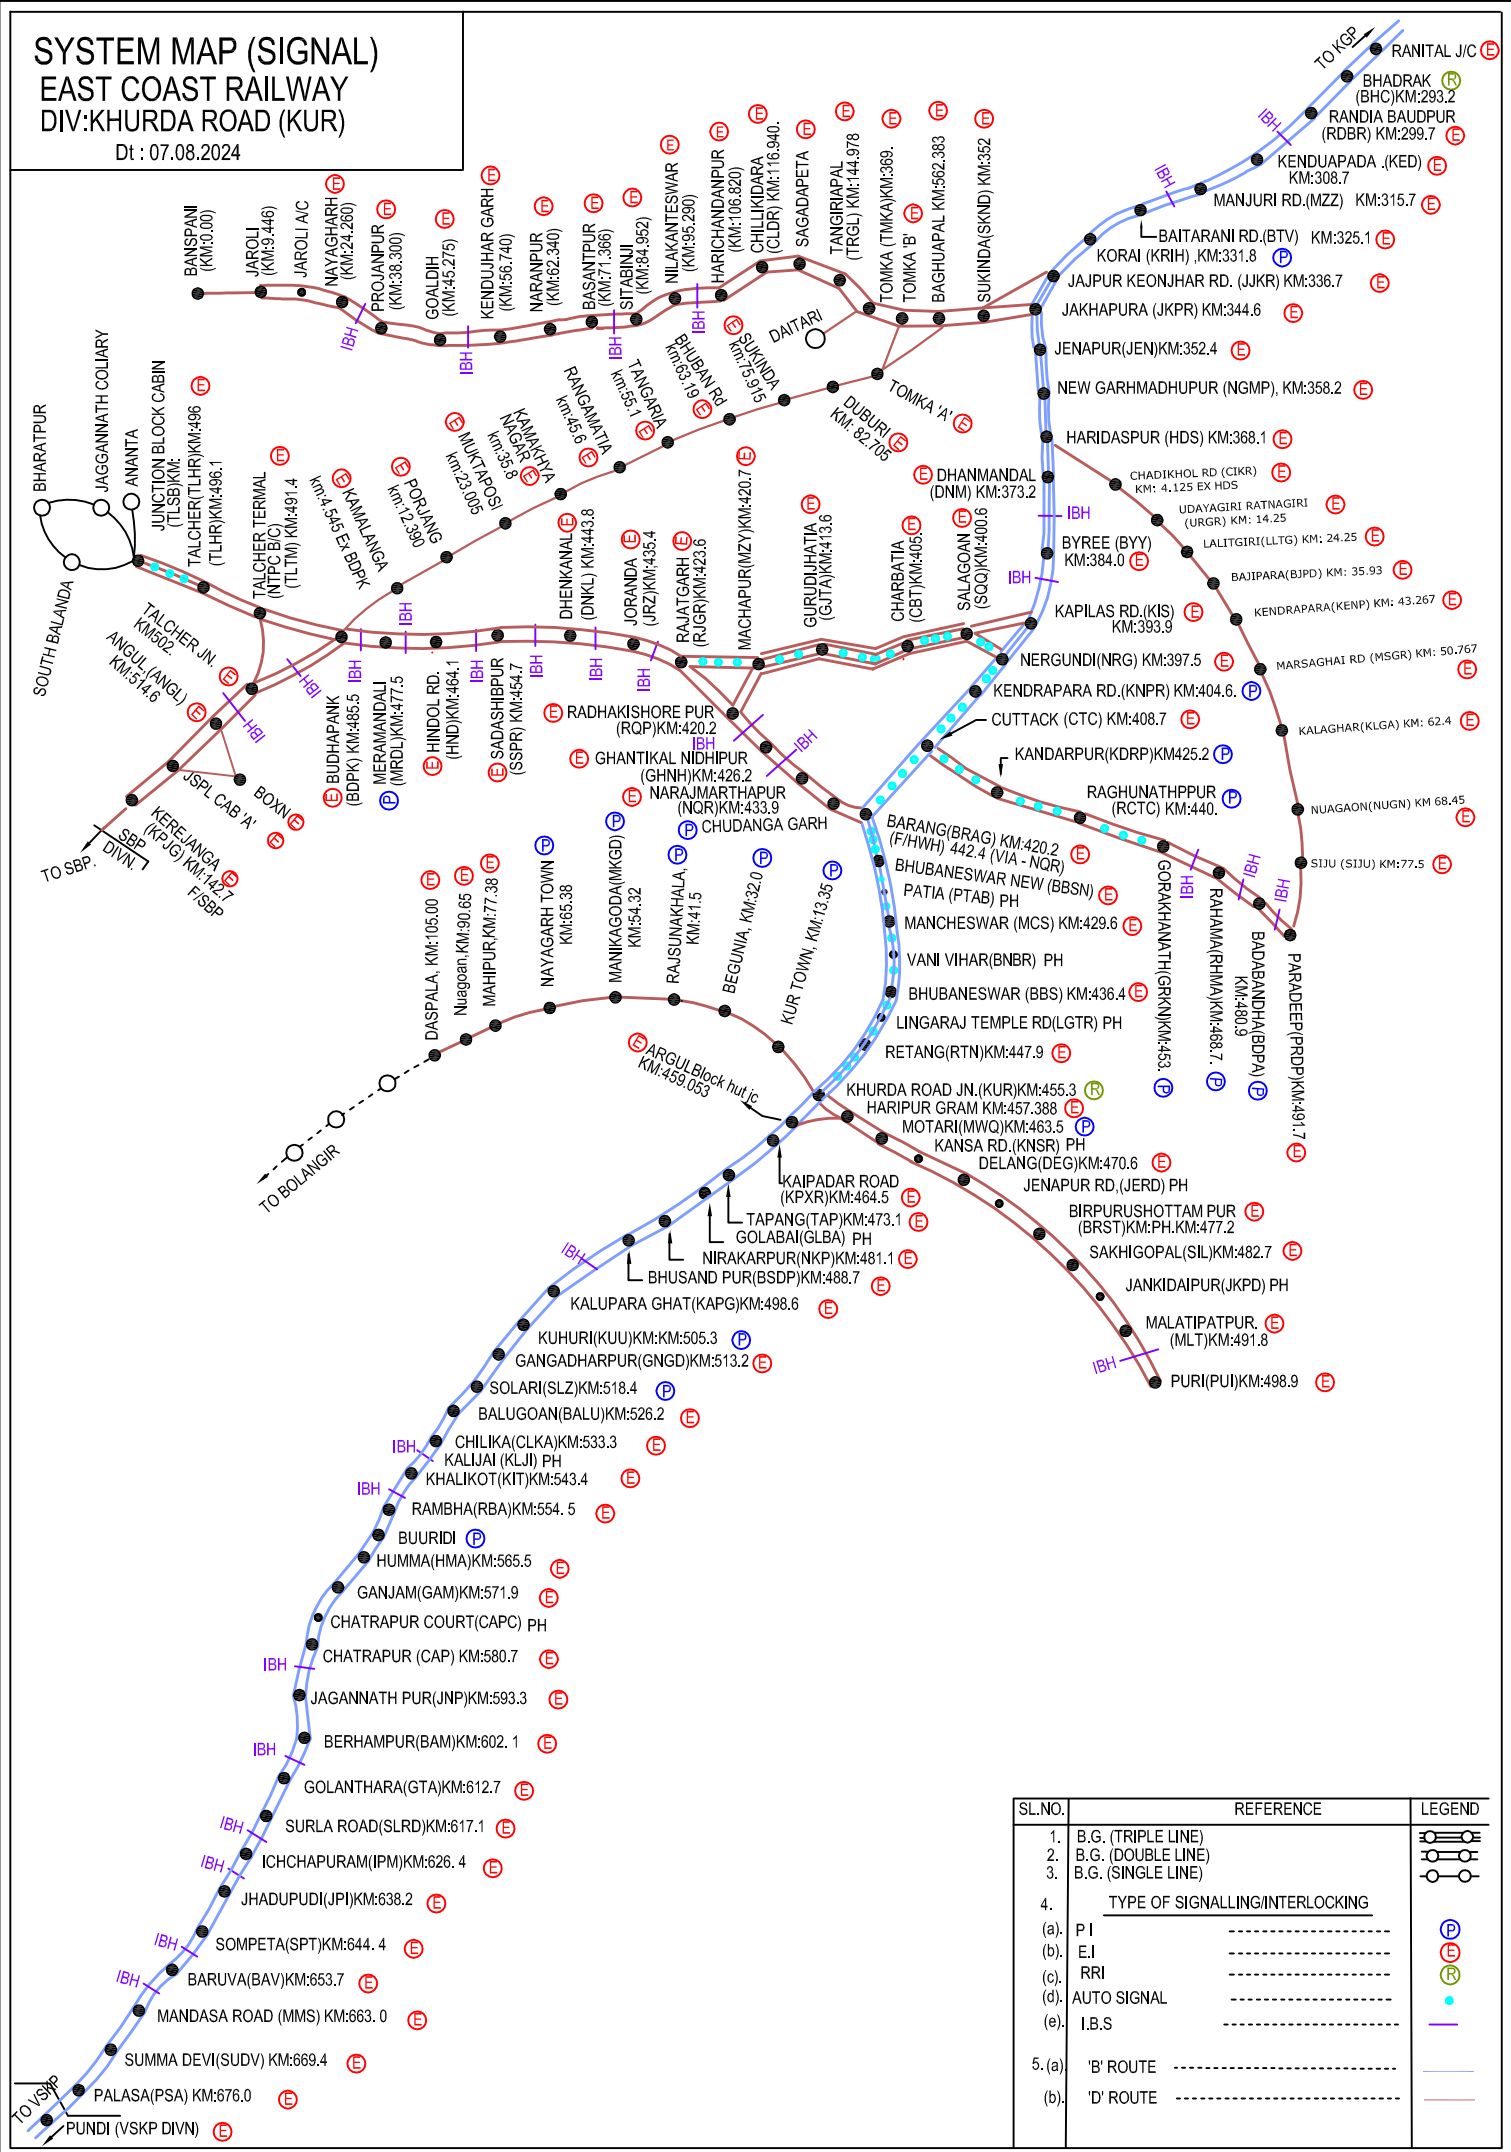 SYSTEM MAP (SIGNAL)
EAST COAST RAILWAY
DIV:KHURDA ROAD (KUR)
Dt : 07.08.2024
TO KGP
RANITAL J/C E
BHADRAK R
(BHC)KM:293.2
RANDIA BAUDPUR
(RDBR) KM:299.7 E
IBH
KENDUAPADA .(KED) E
KM:308.7
IBH
MANJURI RD.(MZZ) KM:315.7 E
BAITARANI RD.(BTV) KM:325.1 E
KORAI (KRIH) ,KM:331.8 P
JAJPUR KEONJHAR RD. (JJKR) KM:336.7 E
JAKHAPURA (JKPR) KM:344.6 E
JENAPUR(JEN)KM:352.4 E
NEW GARHMADHUPUR (NGMP), KM:358.2 E
HARIDASPUR (HDS) KM:368.1 E
E DHANMANDAL
(DNM) KM:373.2
IBH
BYREE (BYY)
KM:384.0 E
IBH
KAPILAS RD.(KIS) E
KM:393.9
NERGUNDI(NRG) KM:397.5 E
KENDRAPARA RD.(KNPR) KM:404.6. P
CUTTACK (CTC) KM:408.7 E
BANSPANI
(KM:0.00)
JAROLI
(KM:9.446)
JAROLI A/C
NAYAGHARH E
(KM:24.260)
IBH
PROJANPUR E
(KM:38.300)
GOALDIH E
(KM:45.275)
IBH
KENDUJHAR GARH E
(KM:56.740)
NARANPUR E
(KM:62.340)
BASANTPUR E
(KM:71.366)
IBH
SITABINJ E
(KM:84.952)
NILAKANTESWAR E
(KM:95.290)
IBH
HARICHANDANPUR E
(KM:106.820)
CHILLIKIDARA E
(CLDR) KM:116.940.
SAGADAPETA E
TANGIRIAPAL E
(TRGL) KM:144.978
TOMKA (TMKA)KM:369. E
TOMKA 'B' E
BAGHUAPAL KM:562.383 E
SUKINDA(SKND) KM:352 E
DAITARI
TOMKA 'A' E
DUBURI E
KM: 82.705
SUKINDA E
km:75.915
BHUBAN Rd
km:63.19 E
TANGARIA
km:55.1 E
RANGAMATIA
km:45.6 E
KAMAKHYA
NAGAR E
km:35.8
E MUKTAPOSI
km:23.005
E PORJANG
km:12.390
E KAMALANGA
km:4.545 Ex BDPK
BHARATPUR
JAGGANNATH COLIARY
ANANTA
SOUTH BALANDA
JUNCTION BLOCK CABIN
(TLSB)KM:
TALCHER(TLHR)KM:496 E
(TLHR)KM:496.1
TALCHER TERMAL E
(NTPC B/C)
(TLTM) KM:491.4
TALCHER JN. E
KM502
ANGUL(ANGL) E
KM:514.6
IBH
IBH
JSPL CAB 'A' E
BOXN E
KEREJANGA E
(KPJG) KM:142.7
F/SBP
SBP
DIVN.
TO SBP.
IBH
E BUDHAPANK
(BDPK) KM:485.5
IBH
P MERAMANDALI
(MRDL)KM:477.5
E HINDOL RD.
(HND)KM:464.1
IBH
E SADASHIBPUR
(SSPR) KM:454.7
IBH
DHENKANAL E
(DNKL) KM:443.8
IBH
JORANDA E
(JRZ)KM;435.4
IBH
RAJATGARH E
(RJGR)KM:423.6
MACHAPUR(MZY)KM:420.7 E
GURUDIJHATIA E
(GJTA)KM:413.6
CHARBATIA E
(CBT)KM:405.
SALAGOAN E
(SQQ)KM:400.6
E RADHAKISHORE PUR
(RQP)KM:420.2
IBH
E GHANTIKAL NIDHIPUR
(GHNH)KM:426.2
IBH
E NARAJMARTHAPUR
(NQR)KM:433.9
CHADIKHOL RD (CIKR) E
KM: 4.125 EX HDS
UDAYAGIRI RATNAGIRI E
(URGR) KM: 14.25
LALITGIRI(LLTG) KM: 24.25 E
BAJIPARA(BJPD) KM: 35.93 E
KENDRAPARA(KENP) KM: 43.267 E
MARSAGHAI RD (MSGR) KM: 50.767
E
KALAGHAR(KLGA) KM: 62.4 E
NUAGAON(NUGN) KM 68.45
E
SIJU (SIJU) KM:77.5 E
KANDARPUR(KDRP)KM425.2 P
RAGHUNATHPPUR
(RCTC) KM:440. P
GORAKHANATH(GRKN)KM:453. P
IBH
RAHAMA(RHMA)KM:468.7. P
IBH
BADABANDHA(BDPA) P
KM:480.9
IBH
PARADEEP(PRDP)KM:491.7 E
BARANG(BRAG) KM:420.2
(F/HWH) 442.4 (VIA - NQR) E
BHUBANESWAR NEW (BBSN) E
PATIA (PTAB) PH
MANCHESWAR (MCS) KM:429.6 E
VANI VIHAR(BNBR) PH
BHUBANESWAR (BBS) KM:436.4 E
LINGARAJ TEMPLE RD(LGTR) PH
RETANG(RTN)KM:447.9 E
KHURDA ROAD JN.(KUR)KM:455.3 R
HARIPUR GRAM KM:457.388 E
MOTARI(MWQ)KM:463.5 P
KANSA RD.(KNSR) PH
DELANG(DEG)KM:470.6 E
JENAPUR RD,(JERD) PH
BIRPURUSHOTTAM PUR E
(BRST)KM:PH.KM:477.2
SAKHIGOPAL(SIL)KM:482.7 E
JANKIDAIPUR(JKPD) PH
MALATIPATPUR. E
(MLT)KM:491.8
IBH
PURI(PUI)KM:498.9 E
DASPALA, KM:105.00 E
Nuagoan,KM:90.65 E
MAHIPUR,KM:77.38 E
NAYAGARH TOWN P
KM:65.38
MANIKAGODA(MKGD) P
KM:54.32
RAJSUNAKHALA, P
KM:41.5
P CHUDANGA GARH
BEGUNIA, KM:32.0 P
KUR TOWN, KM:13.35 P
TO BOLANGIR
E ARGULBlock hut jc
KM:459.053
KAIPADAR ROAD
(KPXR)KM:464.5 E
TAPANG(TAP)KM:473.1 E
GOLABAI(GLBA) PH
NIRAKARPUR(NKP)KM:481.1 E
BHUSAND PUR(BSDP)KM:488.7 E
IBH
KALUPARA GHAT(KAPG)KM:498.6 E
KUHURI(KUU)KM:KM:505.3 P
GANGADHARPUR(GNGD)KM:513.2 E
SOLARI(SLZ)KM:518.4 P
BALUGOAN(BALU)KM:526.2 E
CHILIKA(CLKA)KM:533.3 E
IBH
KALIJAI (KLJI) PH
KHALIKOT(KIT)KM:543.4 E
IBH
RAMBHA(RBA)KM:554. 5 E
BUURIDI P
HUMMA(HMA)KM:565.5 E
GANJAM(GAM)KM:571.9 E
CHATRAPUR COURT(CAPC) PH
CHATRAPUR (CAP) KM:580.7 E
IBH
JAGANNATH PUR(JNP)KM:593.3 E
BERHAMPUR(BAM)KM:602. 1 E
IBH
GOLANTHARA(GTA)KM:612.7 E
SURLA ROAD(SLRD)KM:617.1 E
IBH
ICHCHAPURAM(IPM)KM:626. 4 E
IBH
JHADUPUDI(JPI)KM:638.2 E
SOMPETA(SPT)KM:644. 4 E
IBH
BARUVA(BAV)KM:653.7 E
IBH
MANDASA ROAD (MMS) KM:663. 0 E
SUMMA DEVI(SUDV) KM:669.4 E
PALASA(PSA) KM:676.0 E
TO VSKP
PUNDI (VSKP DIVN) E
SL.NO. REFERENCE LEGEND
1. B.G. (TRIPLE LINE)
2. B.G. (DOUBLE LINE)
3. B.G. (SINGLE LINE)
4. TYPE OF SIGNALLING/INTERLOCKING
(a). P I P
(b). E.I E
(c). RRI R
(d). AUTO SIGNAL
(e). I.B.S
5. (a) 'B' ROUTE
(b). 'D' ROUTE